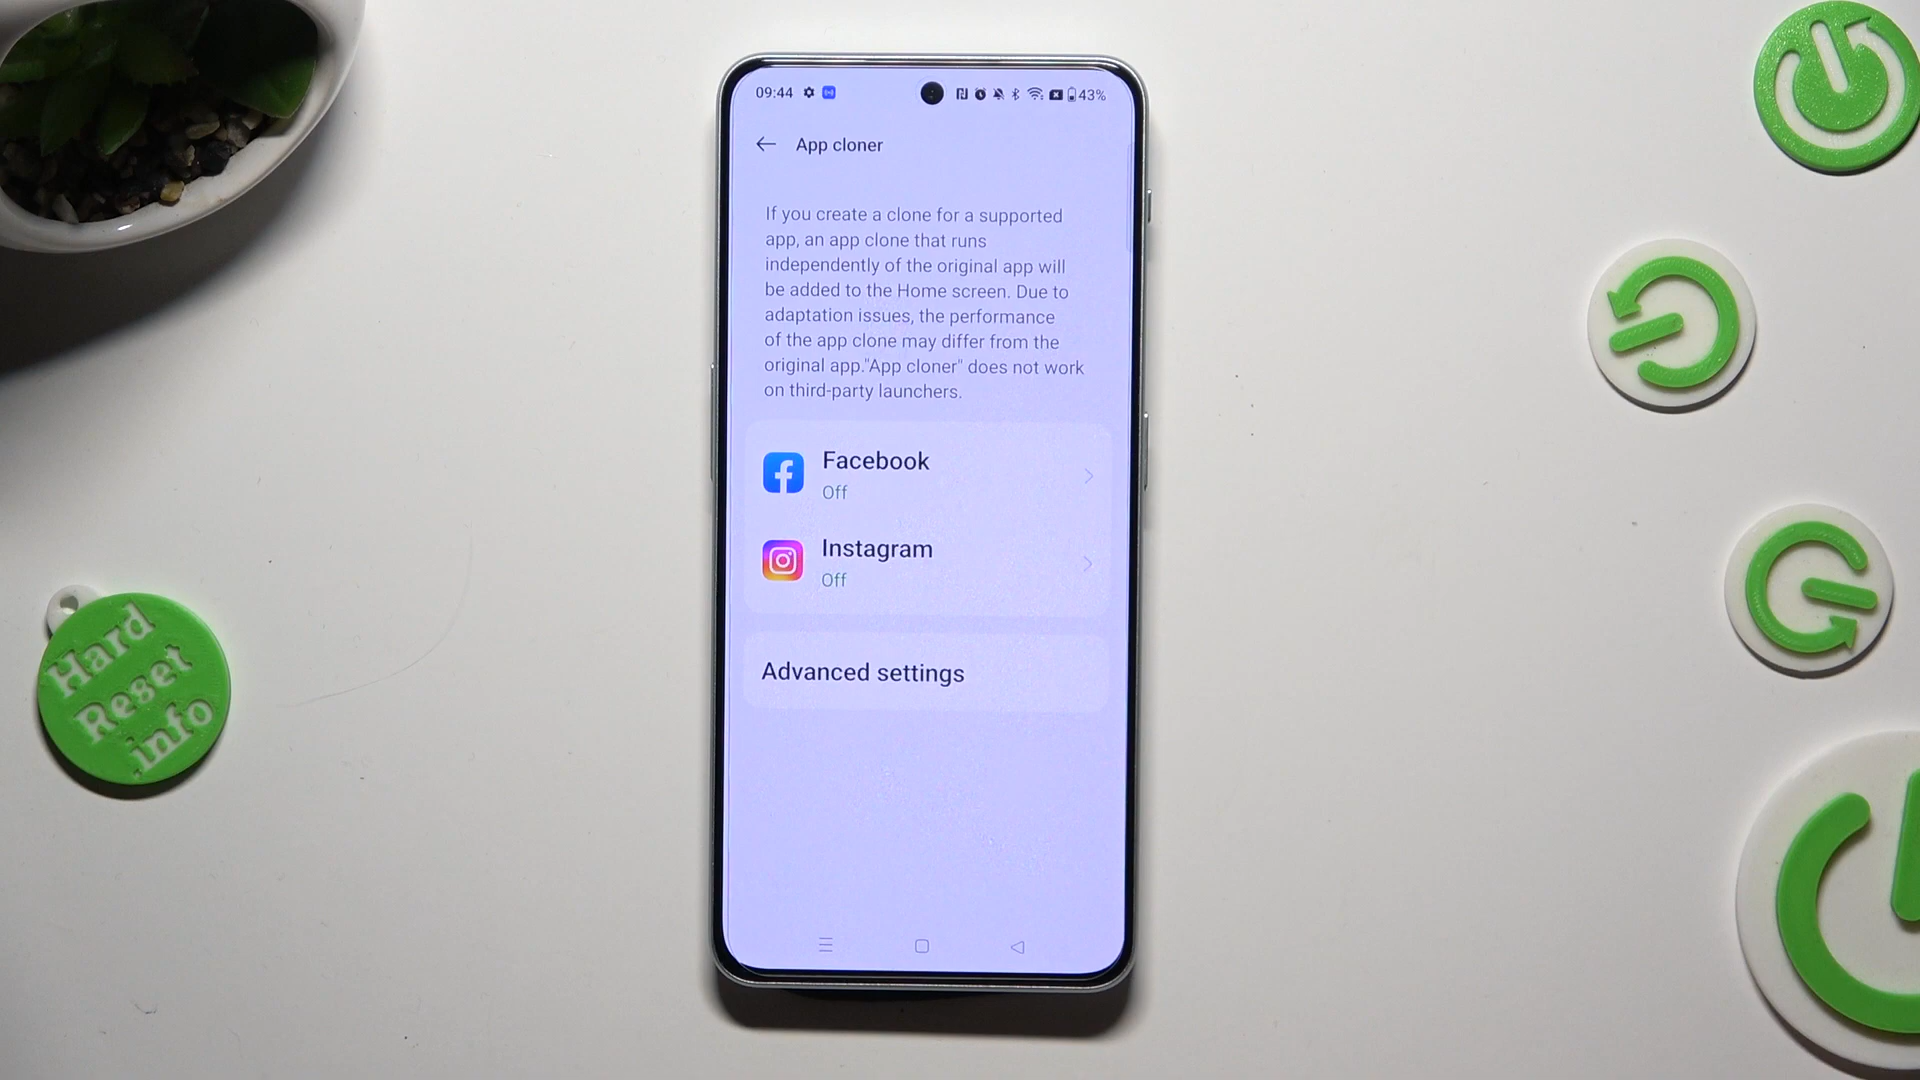 09:44
43%
App cloner
If you create a clone for a supported
app, an app clone that runs
independently of the original app will
be added to the Home screen. Due to
adaptation issues, the performance
of the app clone may differ from the
original app."App cloner" does not work
on third-party launchers.
Facebook
Off
Instagram
Off
Advanced settings
Hard
Reset
.info